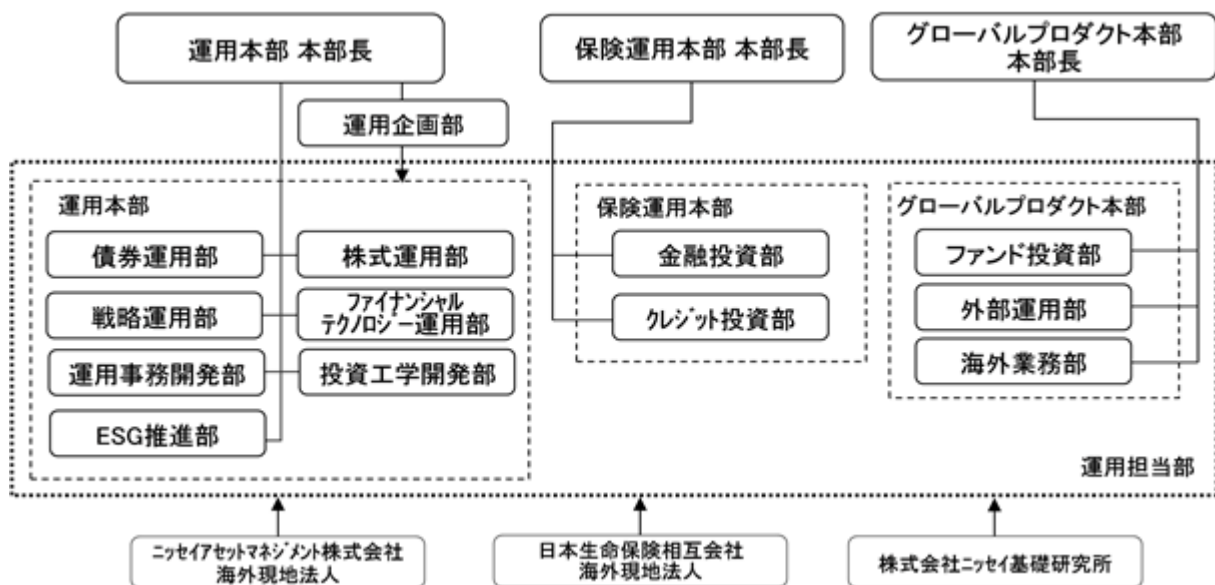 運用本部 本部長
保険運用本部 本部長
グローバルプロダクト本部
本部長
運用企画部
運用本部
債券運用部
株式運用部
戦略運用部
ファイナンシャル
テクノロジー運用部
運用事務開発部
投資工学開発部
ESG推進部
保険運用本部
金融投資部
クレジット投資部
グローバルプロダクト本部
ファンド投資部
外部運用部
海外業務部
運用担当部
ニッセイアセットマネジメント株式会社
海外現地法人
日本生命保険相互会社
海外現地法人
株式会社ニッセイ基礎研究所